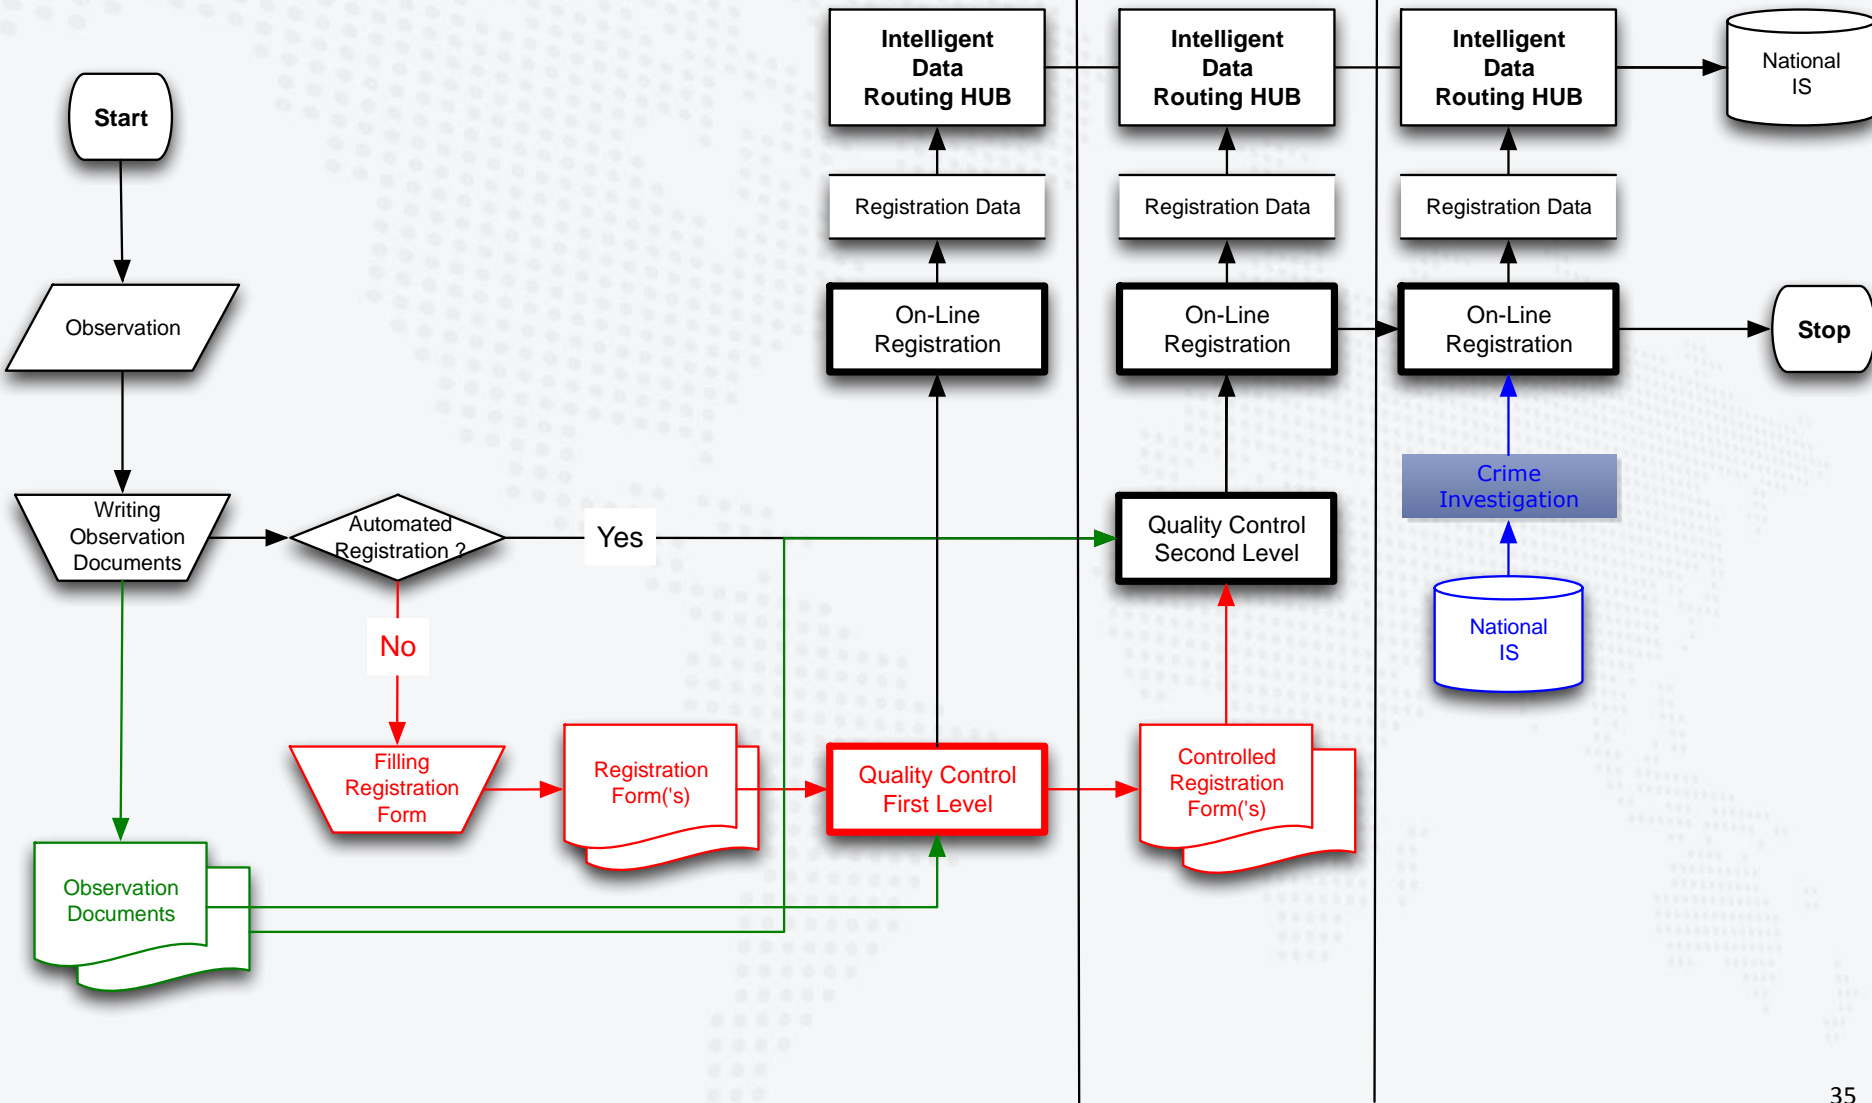 Intelligent
Data
Routing HUB
Intelligent
Data
Routing HUB
Intelligent
Data
Routing HUB
National
IS
Start
Registration Data
Registration Data
Registration Data
Observation
On-Line
Registration
On-Line
Registration
On-Line
Registration
Stop
Crime
Investigation
Writing
Observation
Documents
Automated
Registration ?
Yes
Quality Control
Second Level
No
National
IS
Filling
Registration
Form
Registration
Form('s)
Quality Control
First Level
Controlled
Registration
Form('s)
Observation
Documents
35